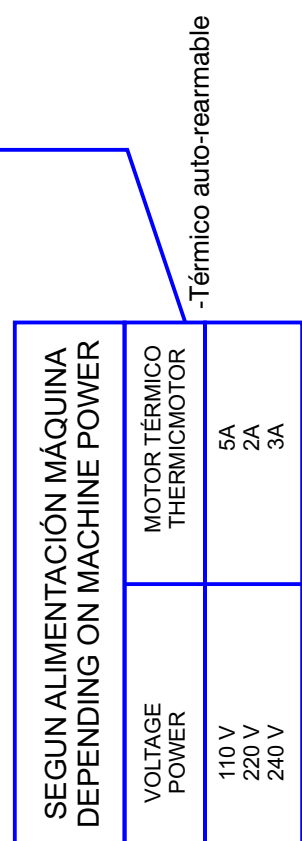 SEGUN ALIMENTACIÓN MÁQUINA
DEPENDING ON MACHINE POWER
VOLTAGE
POWER
MOTOR TÉRMICO
THERMICMOTOR
110 V 5A
220 V 2A
240 V 3A
-Térmico auto-rearmable